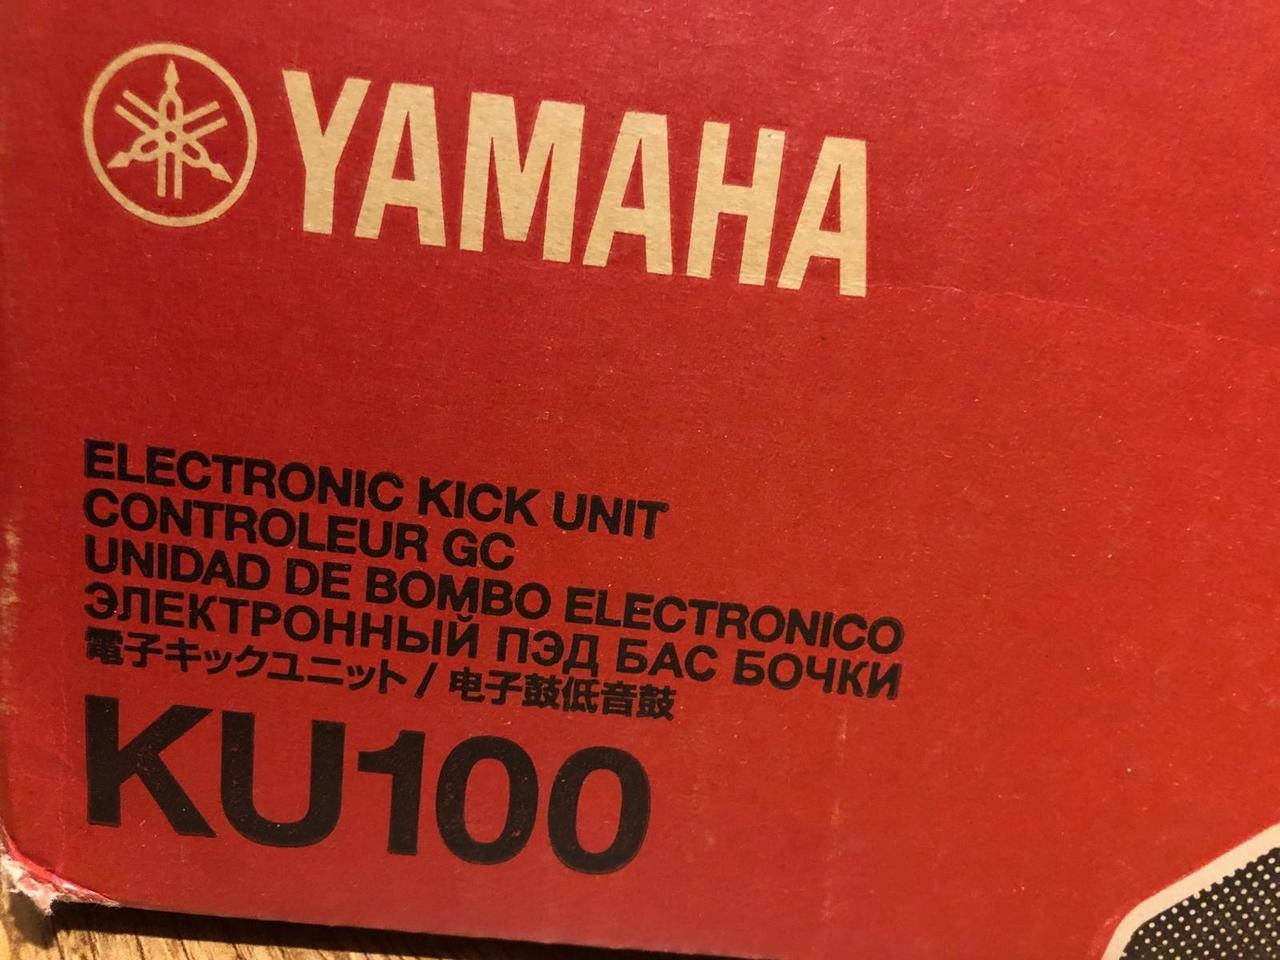 YAMAHA
ELECTRONIC KICK UNIT
CONTROLEUR GC
UNIDAD DE BOMBO ELECTRONICO
ЭЛЕКТРОННЫЙ ПЭД БАС БОЧКИ
電子キックユニット / 电子鼓低音鼓
KU100